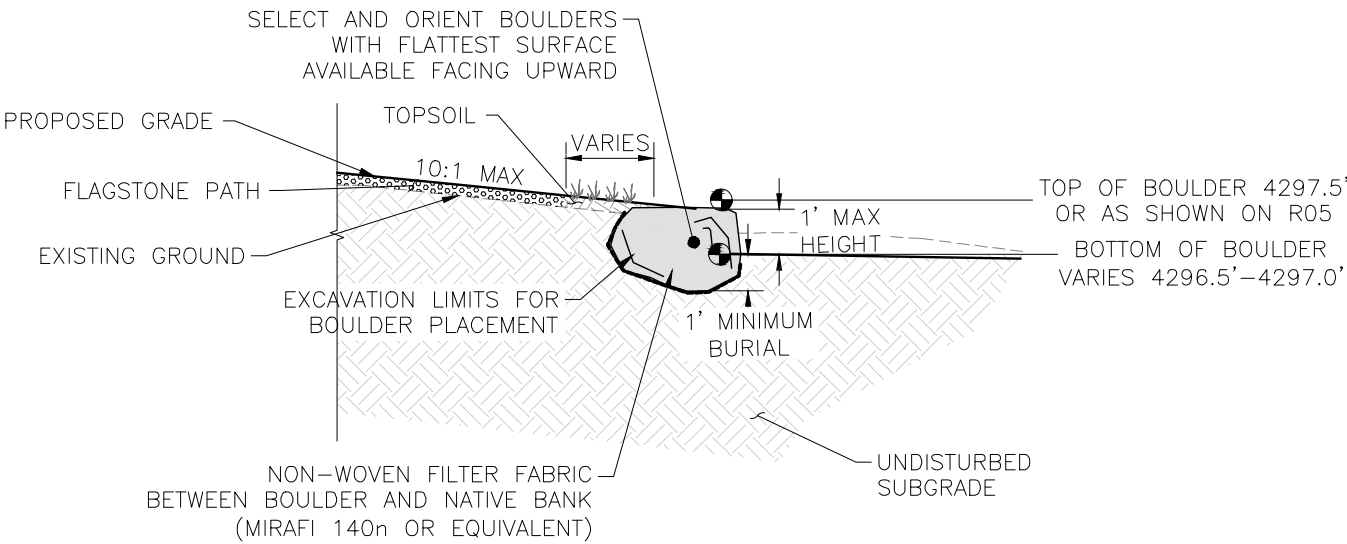 SELECT AND ORIENT BOULDERS
WITH FLATTEST SURFACE
AVAILABLE FACING UPWARD
PROPOSED GRADE
TOPSOIL
VARIES
10:1 MAX
FLAGSTONE PATH
TOP OF BOULDER 4297.5'
OR AS SHOWN ON R05
1' MAX
HEIGHT
EXISTING GROUND
BOTTOM OF BOULDER
VARIES 4296.5'-4297.0'
EXCAVATION LIMITS FOR
BOULDER PLACEMENT
1' MINIMUM
BURIAL
NON-WOVEN FILTER FABRIC
BETWEEN BOULDER AND NATIVE BANK
(MIRAFI 140n OR EQUIVALENT)
UNDISTURBED
SUBGRADE